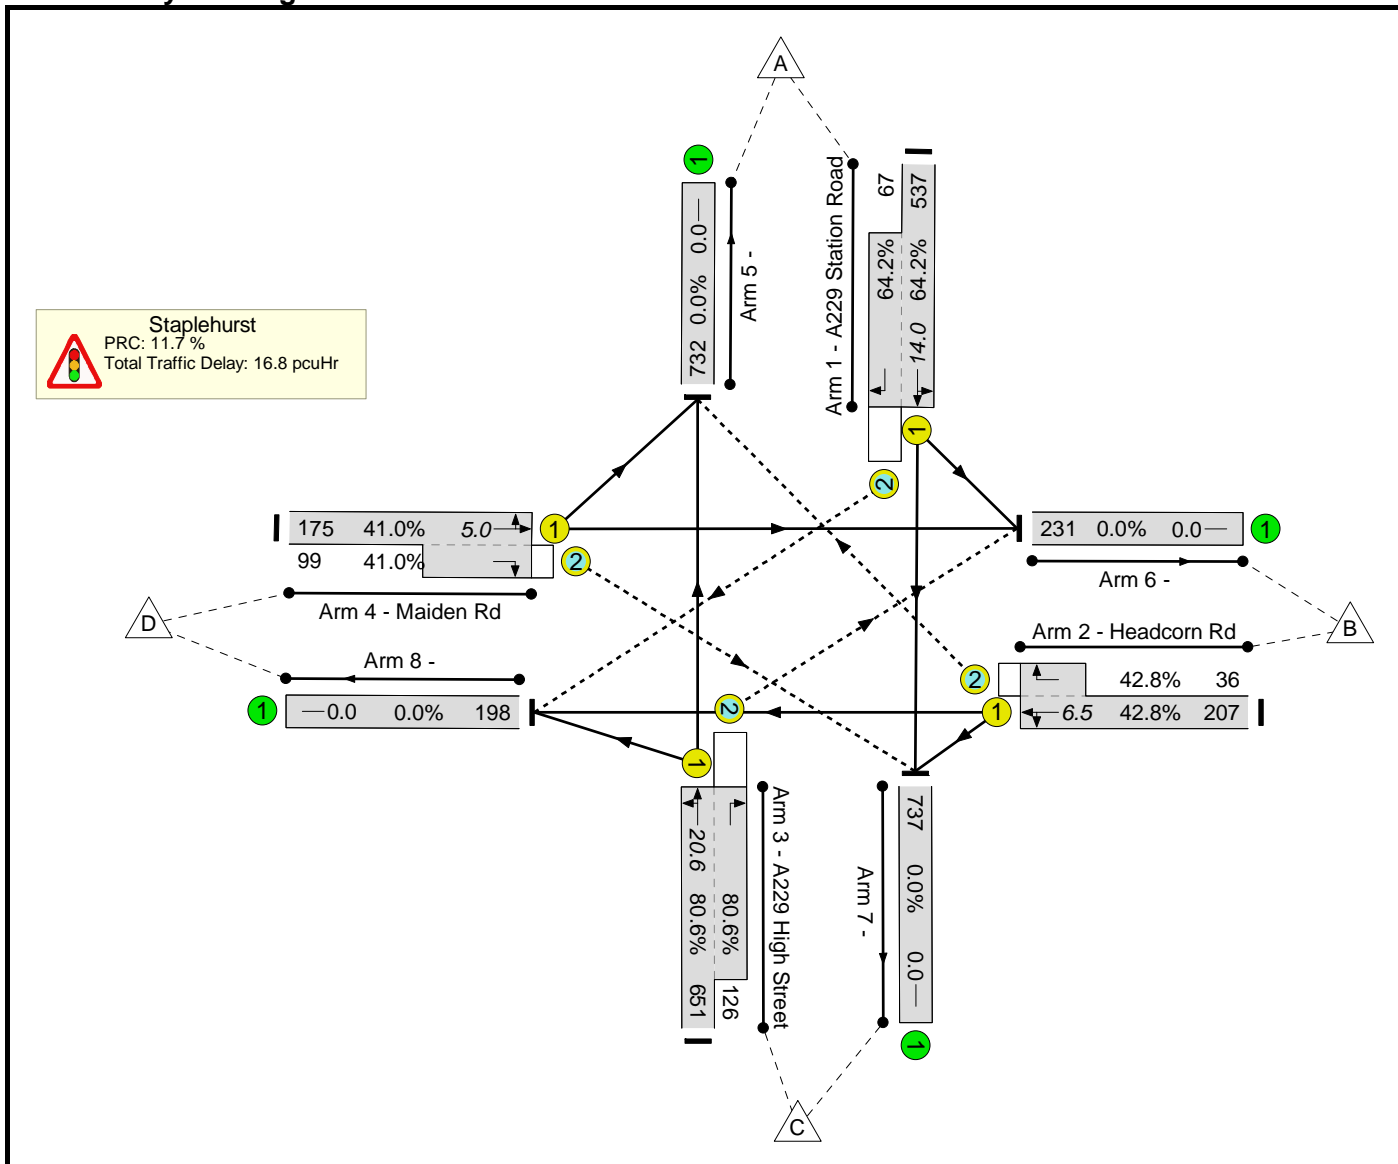 A
1
67
537
64.2%
64.2%
14.0
Arm 1 - A229 Station Road
0.0
0.0%
732
Arm 5 -
Staplehurst
PRC: 11.7 %
Total Traffic Delay: 16.8 pcuHr
1
2
175 41.0% 5.0
1
99 41.0%
2
Arm 4 - Maiden Rd
231 0.0% 0.0
1
Arm 6 -
D
B
Arm 2 - Headcorn Rd
Arm 8 -
2
42.8% 36
1
0.0 0.0% 198
2
1
6.5 42.8% 207
1
20.6
80.6%
80.6%
651
126
Arm 3 - A229 High Street
Arm 7 -
737
0.0%
0.0
1
C